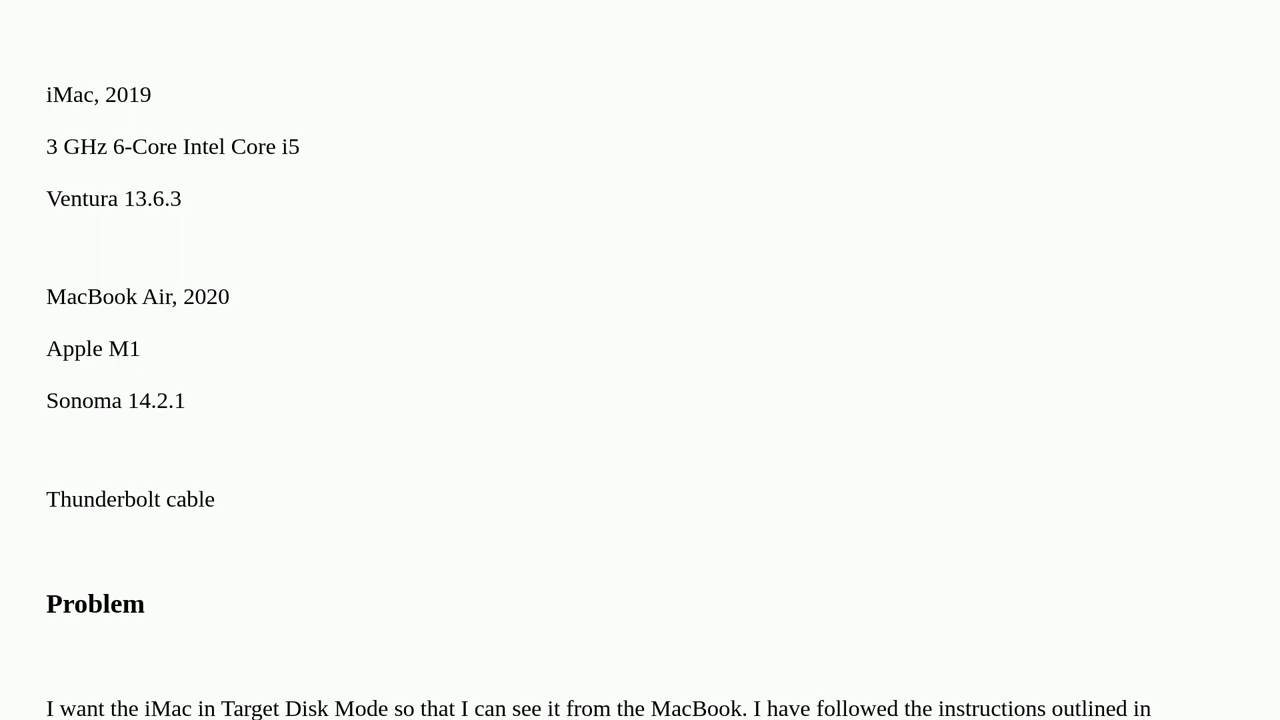 iMac, 2019
3 GHz 6-Core Intel Core i5
Ventura 13.6.3
MacBook Air, 2020
Apple M1
Sonoma 14.2.1
Thunderbolt cable
Problem
I want the iMac in Target Disk Mode so that I can see it from the MacBook. I have followed the instructions outlined in